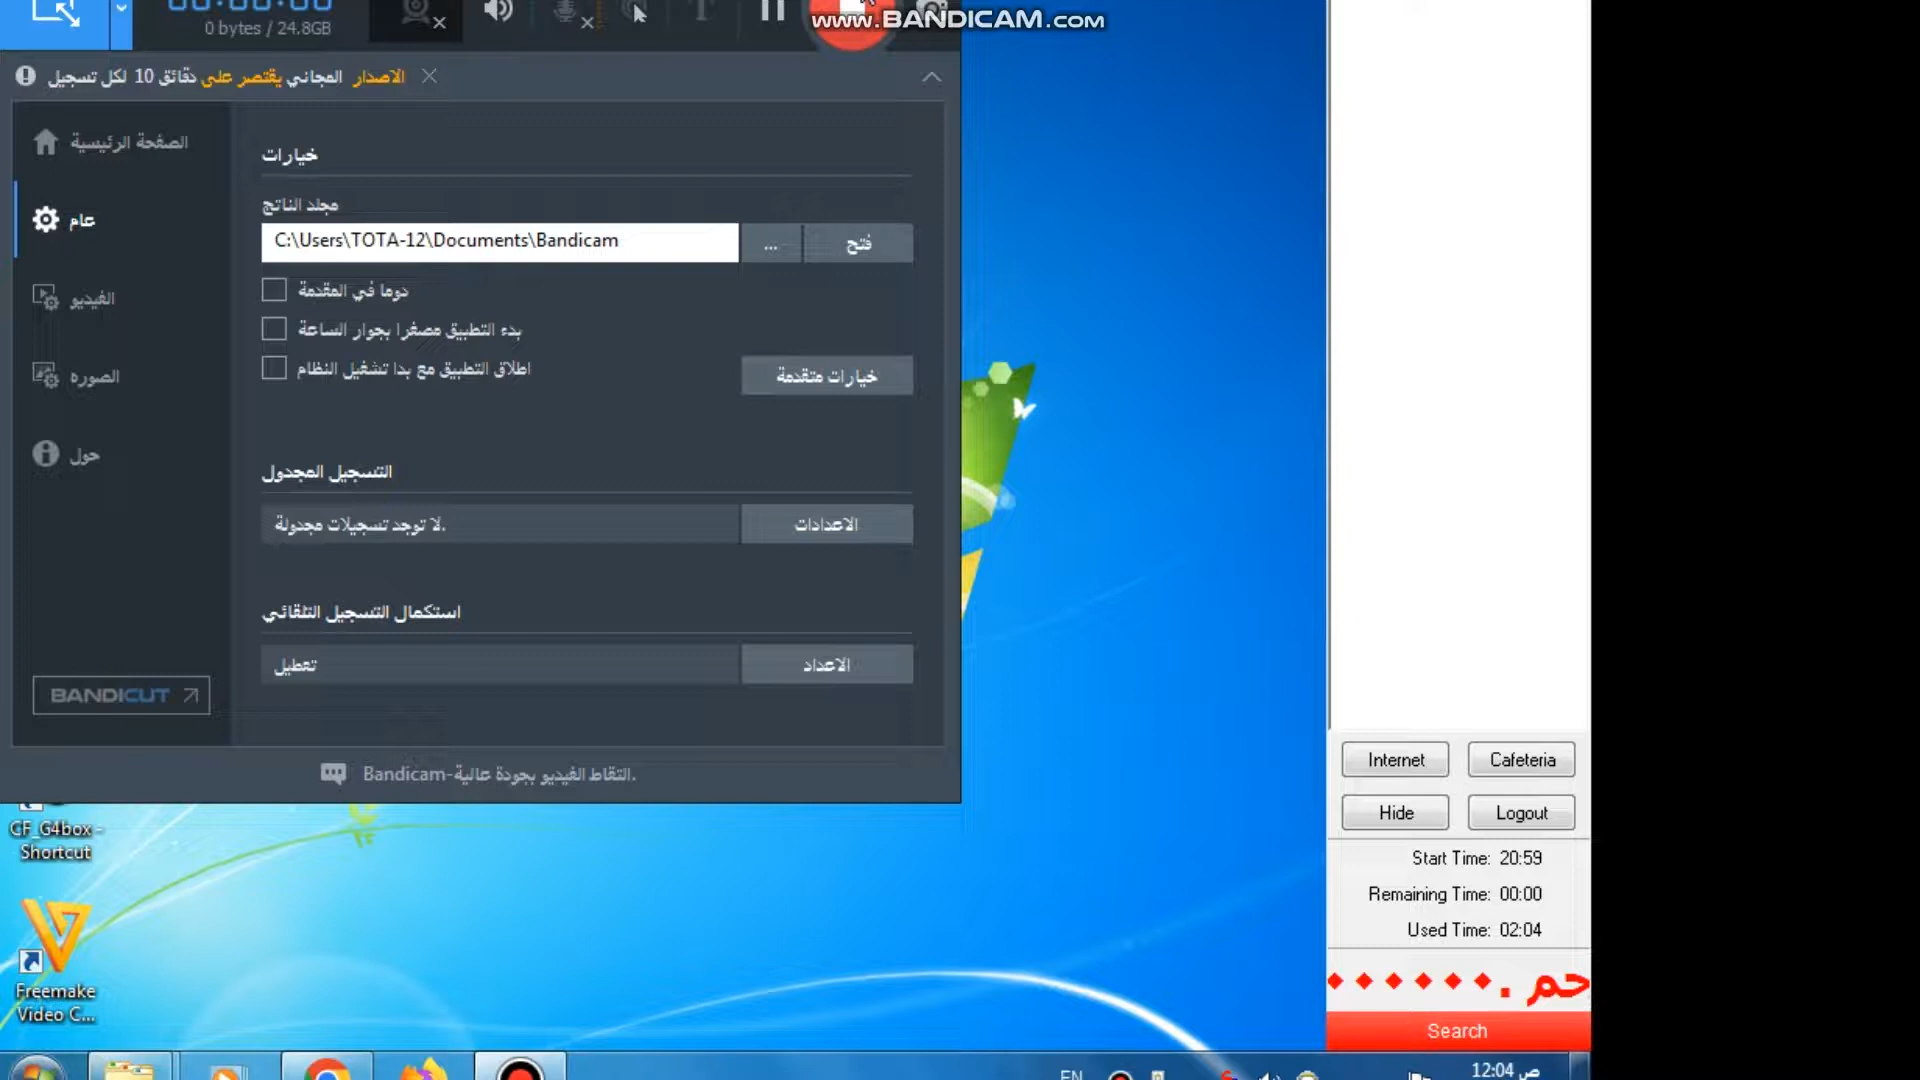 www.BANDICAM.com
0 bytes / 24.8GB
الاصدار المجاني يقتصر على دقائق 10 لكل تسجيل
الصفحة الرئيسية
عام
الفيديو
الصوره
حول
BANDICUT
خيارات
مجلد الناتج
C:\Users\TOTA-12\Documents\Bandicam
...
فتح
دوما في المقدمة
بدء التطبيق مصغرا بجوار الساعة
اطلاق التطبيق مع بدا تشغيل النظام
خيارات متقدمة
التسجيل المجدول
لا توجد تسجيلات مجدولة.
الاعدادات
استكمال التسجيل التلقائي
تعطيل
الاعداد
Bandicam-التقاط الفيديو بجودة عالية.
CF_G4box -
Shortcut
Freemake
Video C...
Internet
Cafeteria
Hide
Logout
Start Time: 20:59
Remaining Time: 00:00
Used Time: 02:04
حم .
Search
EN
12:04 ص